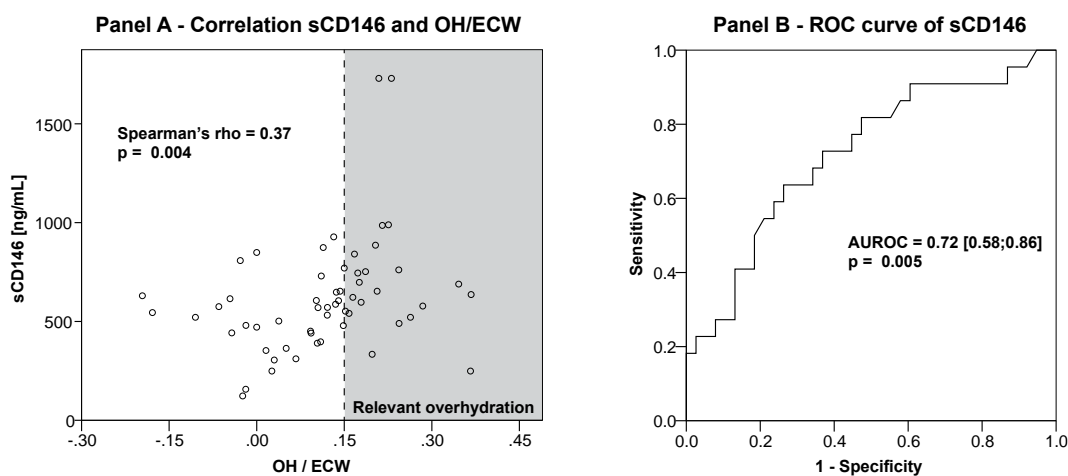 Panel A - Correlation sCD146 and OH/ECW
sCD146 [ng/mL]
1500
1000
500
0
Spearman's rho = 0.37
p = 0.004
Relevant overhydration
-.30
-.15
.00
.15
.30
.45
OH / ECW
Panel B - ROC curve of sCD146
Sensitivity
1.0
0.8
0.6
0.4
0.2
0.0
AUROC = 0.72 [0.58;0.86]
p = 0.005
0.0
0.2
0.4
0.6
0.8
1.0
1 - Specificity